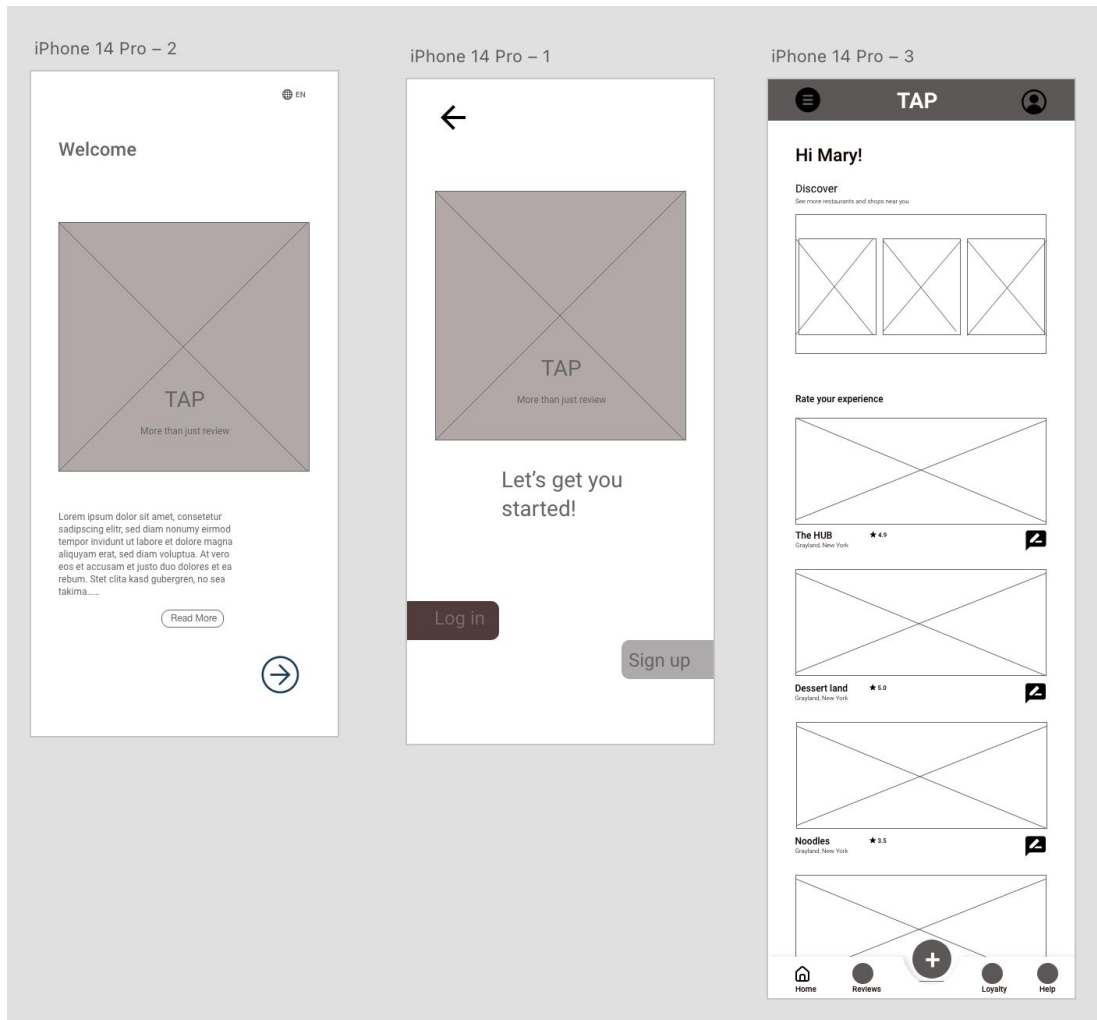 iPhone 14 Pro – 2
EN
Welcome
TAP
More than just review
Lorem ipsum dolor sit amet, consetetur
sadipscing elitr, sed diam nonumy eirmod
tempor invidunt ut labore et dolore magna
aliquyam erat, sed diam voluptua. At vero
eos et accusam et justo duo dolores et ea
rebum. Stet clita kasd gubergren, no sea
takima......
Read More
iPhone 14 Pro – 1
TAP
More than just review
Let's get you
started!
Log in
Sign up
iPhone 14 Pro – 3
TAP
Hi Mary!
Discover
See more restaurants and shops near you
Rate your experience
The HUB ★ 4.9
Grayland, New York
Dessert land ★ 5.0
Grayland, New York
Noodles ★ 3.5
Grayland, New York
+
Home Reviews Loyalty Help